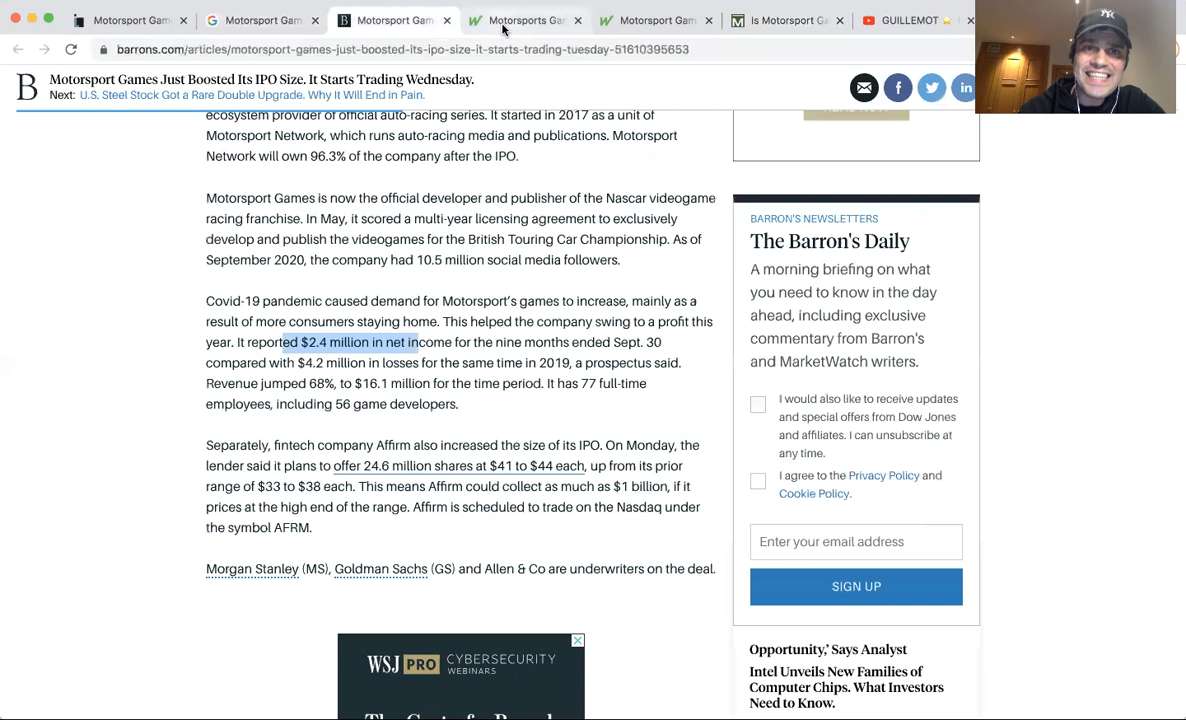 Motorsport Gam
Motorsport Gam
Motorsport Gam
Motorsports Ga
Motorsport Gam
Is Motorsport Ga
GUILLEMOT
barrons.com/articles/motorsport-games-just-boosted-its-ipo-size-it-starts-trading-tuesday-51610395653
B
Motorsport Games Just Boosted Its IPO Size. It Starts Trading Wednesday.
Next: U.S. Steel Stock Got a Rare Double Upgrade. Why It Will End in Pain.
ecosystem provider of official auto-racing series. It started in 2017 as a unit of
Motorsport Network, which runs auto-racing media and publications. Motorsport
Network will own 96.3% of the company after the IPO.
Motorsport Games is now the official developer and publisher of the Nascar videogame
racing franchise. In May, it scored a multi-year licensing agreement to exclusively
develop and publish the videogames for the British Touring Car Championship. As of
September 2020, the company had 10.5 million social media followers.
Covid-19 pandemic caused demand for Motorsport's games to increase, mainly as a
result of more consumers staying home. This helped the company swing to a profit this
year. It reported $2.4 million in net income for the nine months ended Sept. 30
compared with $4.2 million in losses for the same time in 2019, a prospectus said.
Revenue jumped 68%, to $16.1 million for the time period. It has 77 full-time
employees, including 56 game developers.
Separately, fintech company Affirm also increased the size of its IPO. On Monday, the
lender said it plans to offer 24.6 million shares at $41 to $44 each, up from its prior
range of $33 to $38 each. This means Affirm could collect as much as $1 billion, if it
prices at the high end of the range. Affirm is scheduled to trade on the Nasdaq under
the symbol AFRM.
Morgan Stanley (MS), Goldman Sachs (GS) and Allen & Co are underwriters on the deal.
WSJ PRO CYBERSECURITY
WEBINARS
BARRON'S NEWSLETTERS
The Barron's Daily
A morning briefing on what
you need to know in the day
ahead, including exclusive
commentary from Barron's
and MarketWatch writers.
I would also like to receive updates
and special offers from Dow Jones
and affiliates. I can unsubscribe at
any time.
I agree to the Privacy Policy and
Cookie Policy.
Enter your email address
SIGN UP
Opportunity,' Says Analyst
Intel Unveils New Families of
Computer Chips. What Investors
Need to Know.